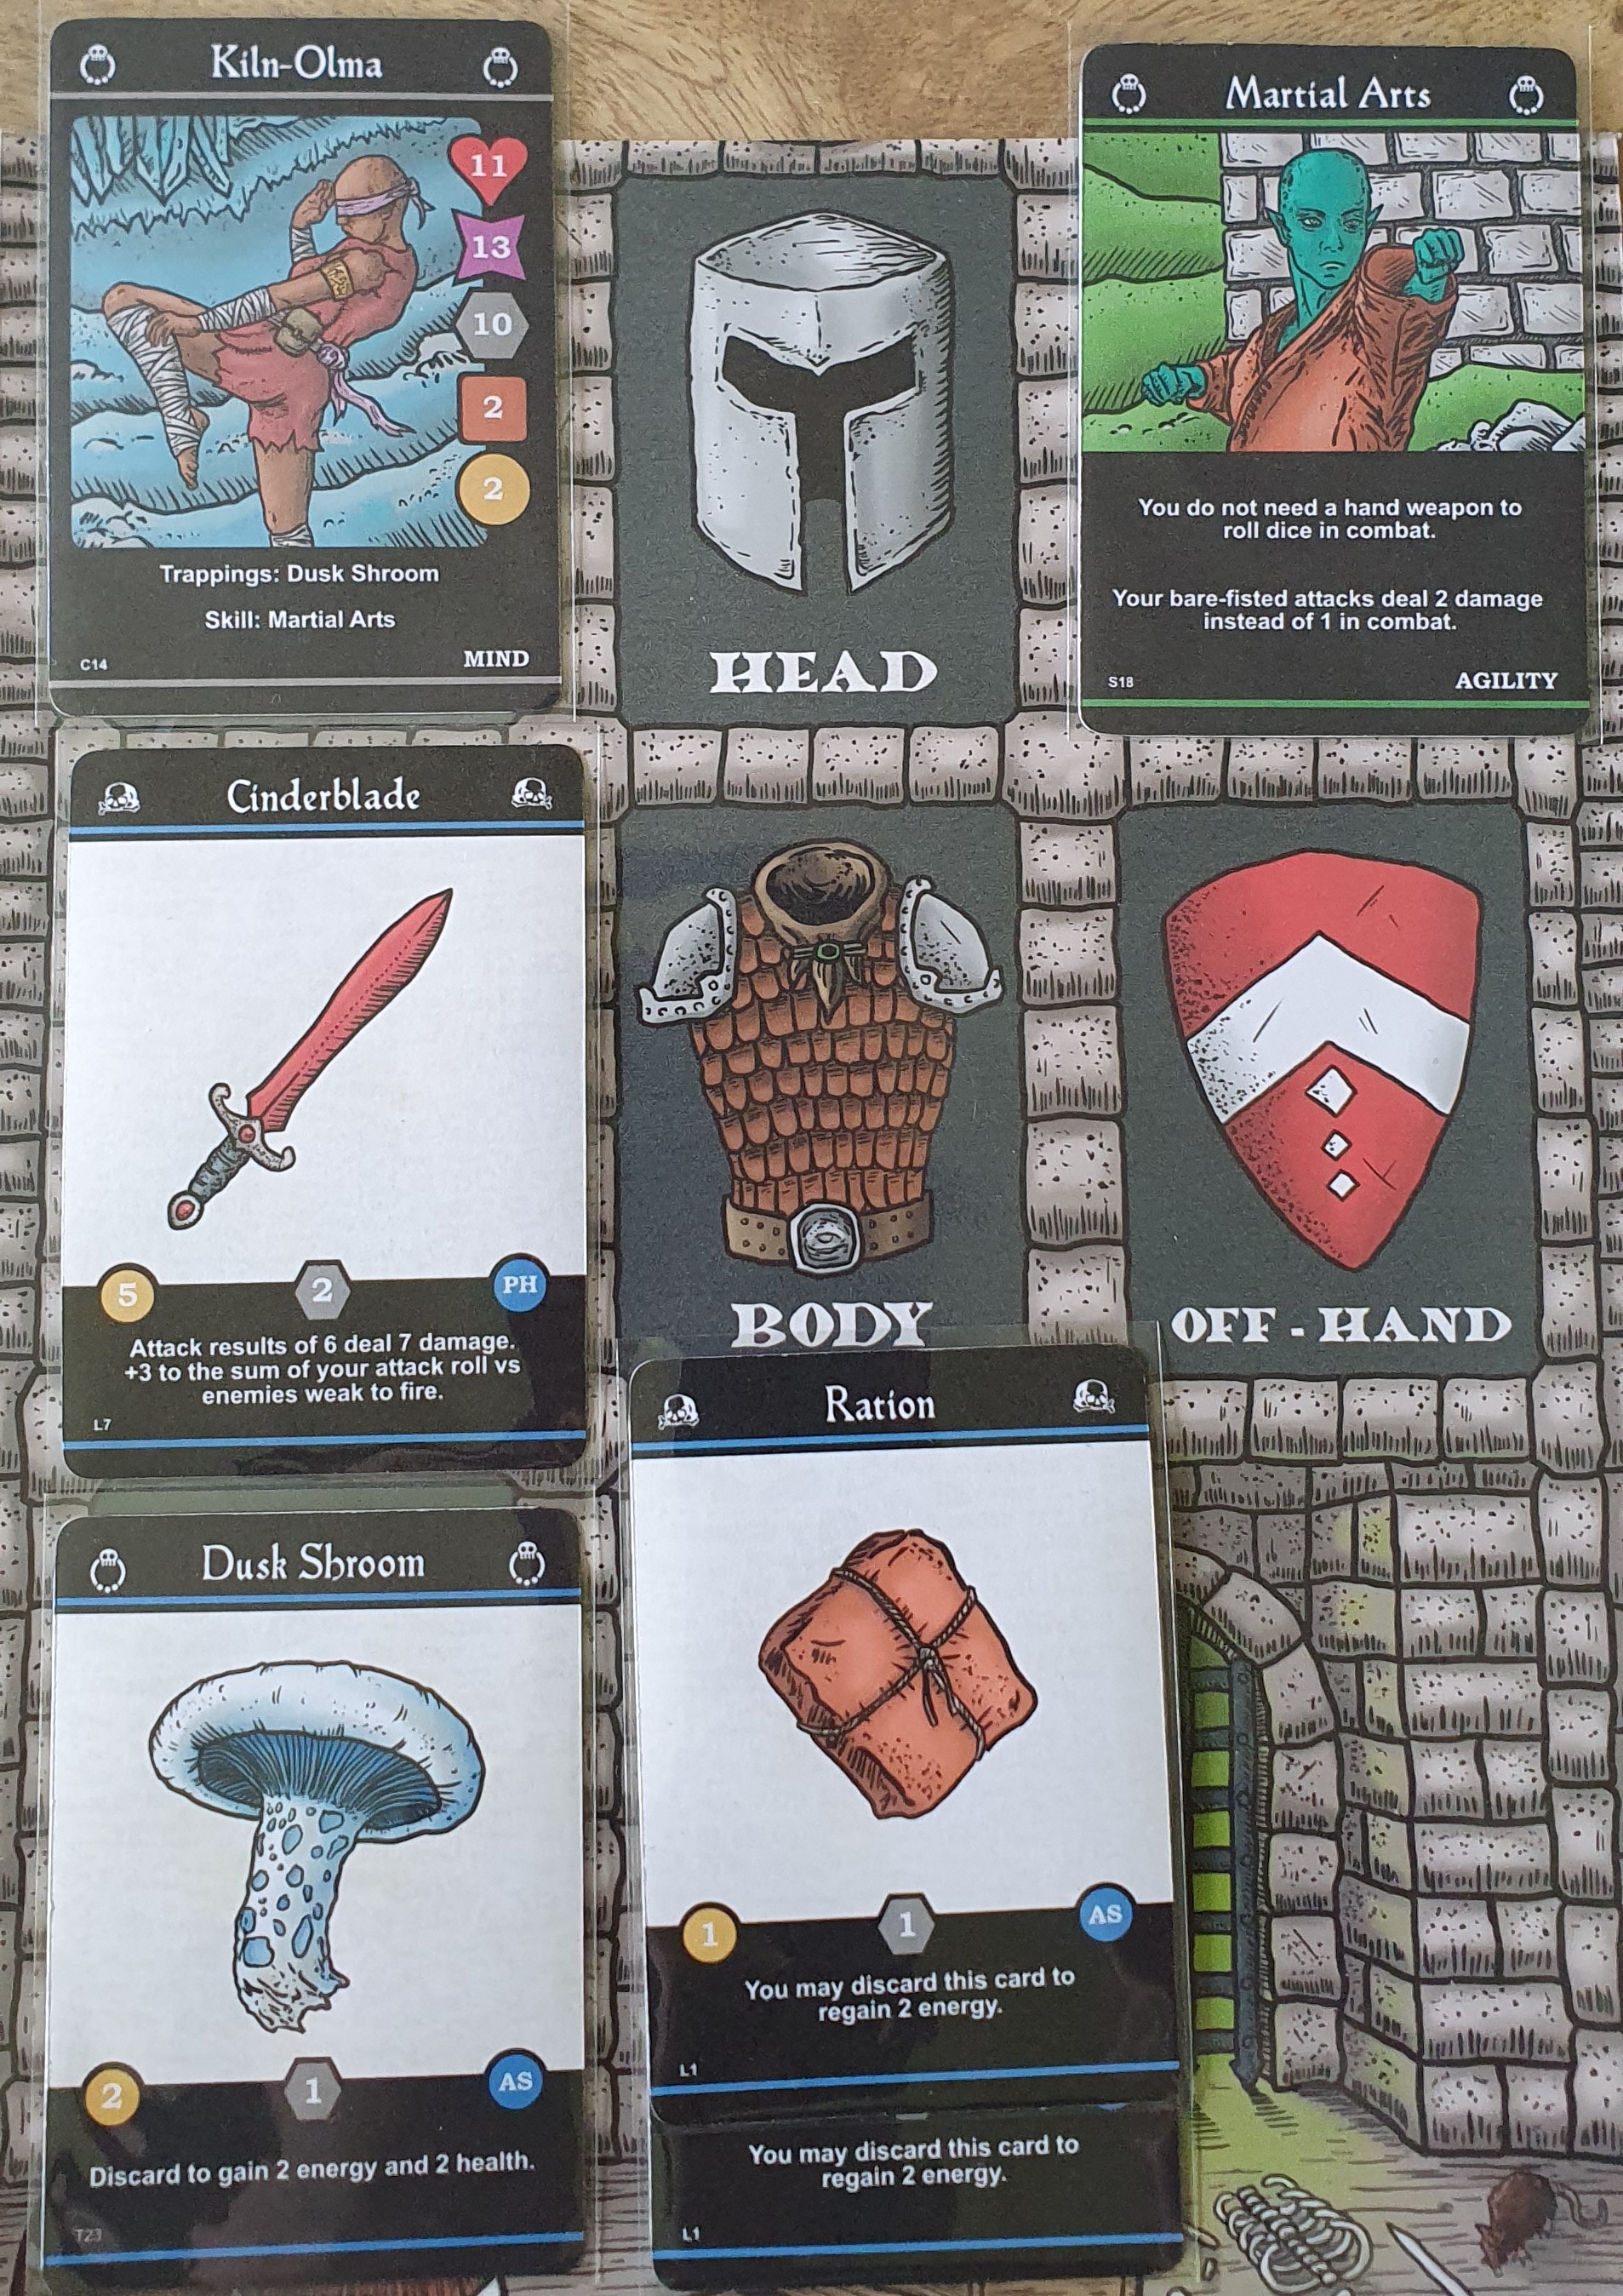 Kiln-Olma
11
13
10
2
2
Trappings: Dusk Shroom
Skill: Martial Arts
C14
MIND
HEAD
Martial Arts
You do not need a hand weapon to
roll dice in combat.
Your bare-fisted attacks deal 2 damage
instead of 1 in combat.
S18
AGILITY
Cinderblade
5
2
PH
Attack results of 6 deal 7 damage.
+3 to the sum of your attack roll vs
enemies weak to fire.
L7
BODY
OFF-HAND
Dusk Shroom
2
1
AS
Discard to gain 2 energy and 2 health.
T23
Ration
1
1
AS
You may discard this card to
regain 2 energy.
L1
You may discard this card to
regain 2 energy.
L1